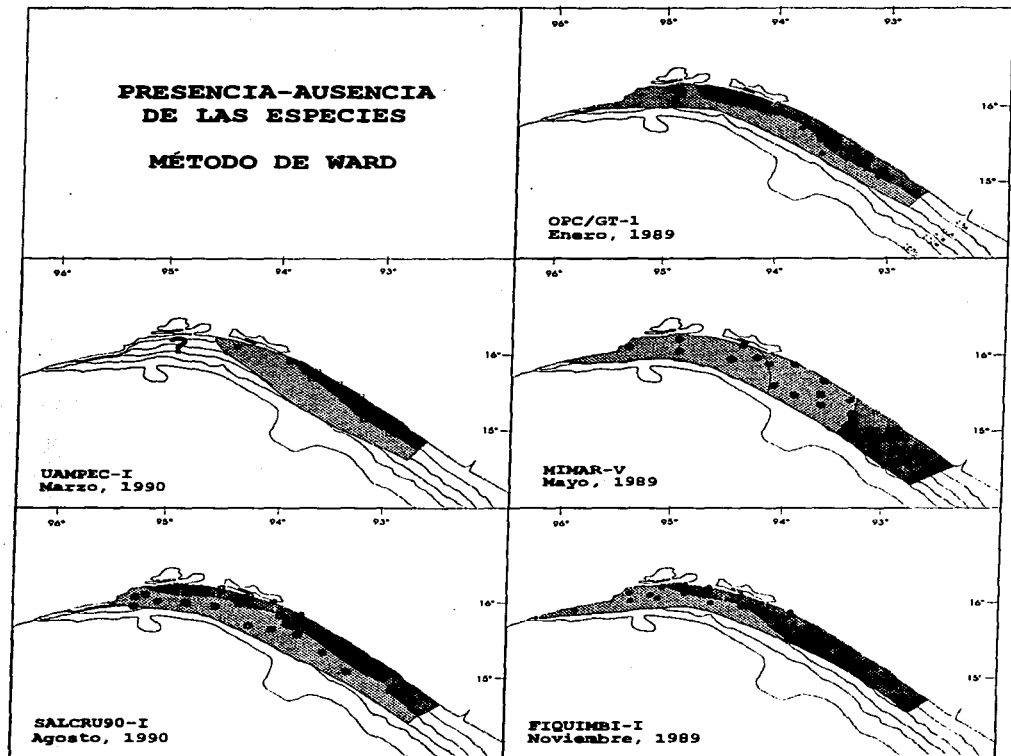 PRESENCIA-AUSENCIA
DE LAS ESPECIES
MÉTODO DE WARD
96° 95° 94° 93°
16°
15°
OPC/GT-1
Enero, 1989
96° 95° 94° 93°
?
16°
15°
UAMPEC-I
Marzo, 1990
96° 95° 94° 93°
16°
15°
MIMAR-V
Mayo, 1989
96° 95° 94° 93°
16°
15°
SALCRU90-I
Agosto, 1990
96° 95° 94° 93°
16°
15°
FIQUIMBI-I
Noviembre, 1989